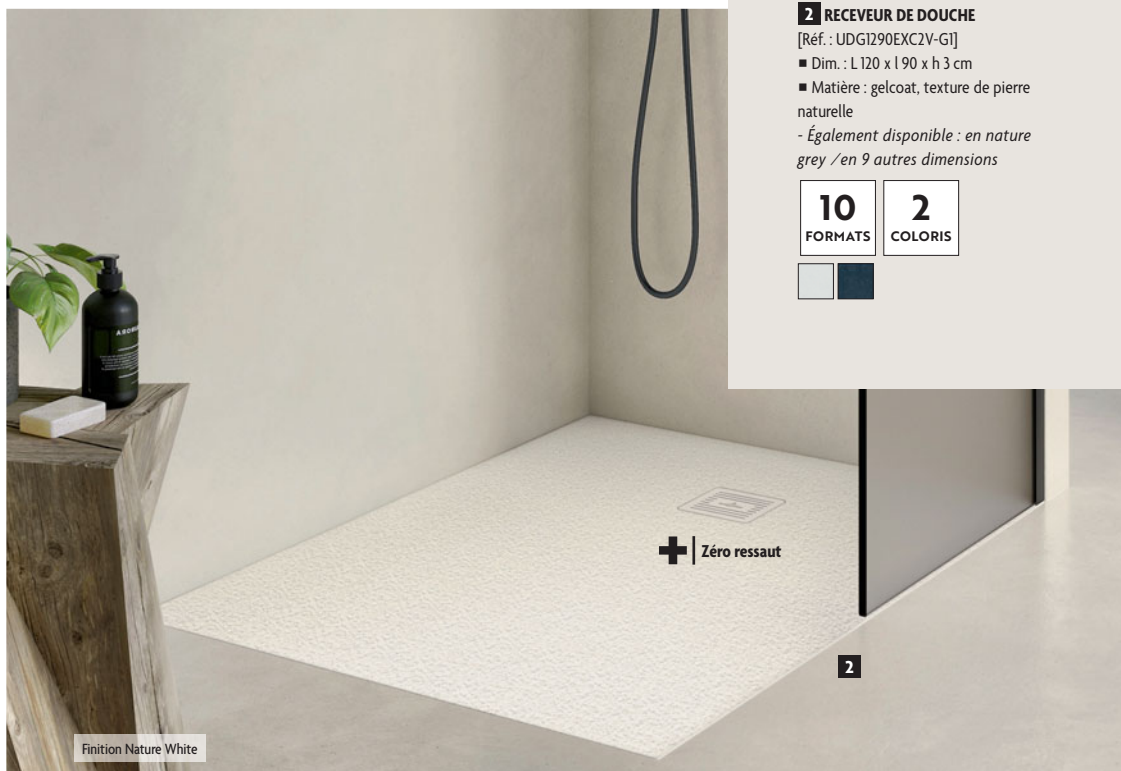 2 RECEVEUR DE DOUCHE
[Réf. : UDG1290EXC2V-G1]
■ Dim. : L 120 x l 90 x h 3 cm
■ Matière : gelcoat, texture de pierre
naturelle
- Également disponible : en nature
grey / en 9 autres dimensions
10
FORMATS
2
COLORIS
+ | Zéro ressaut
2
Finition Nature White